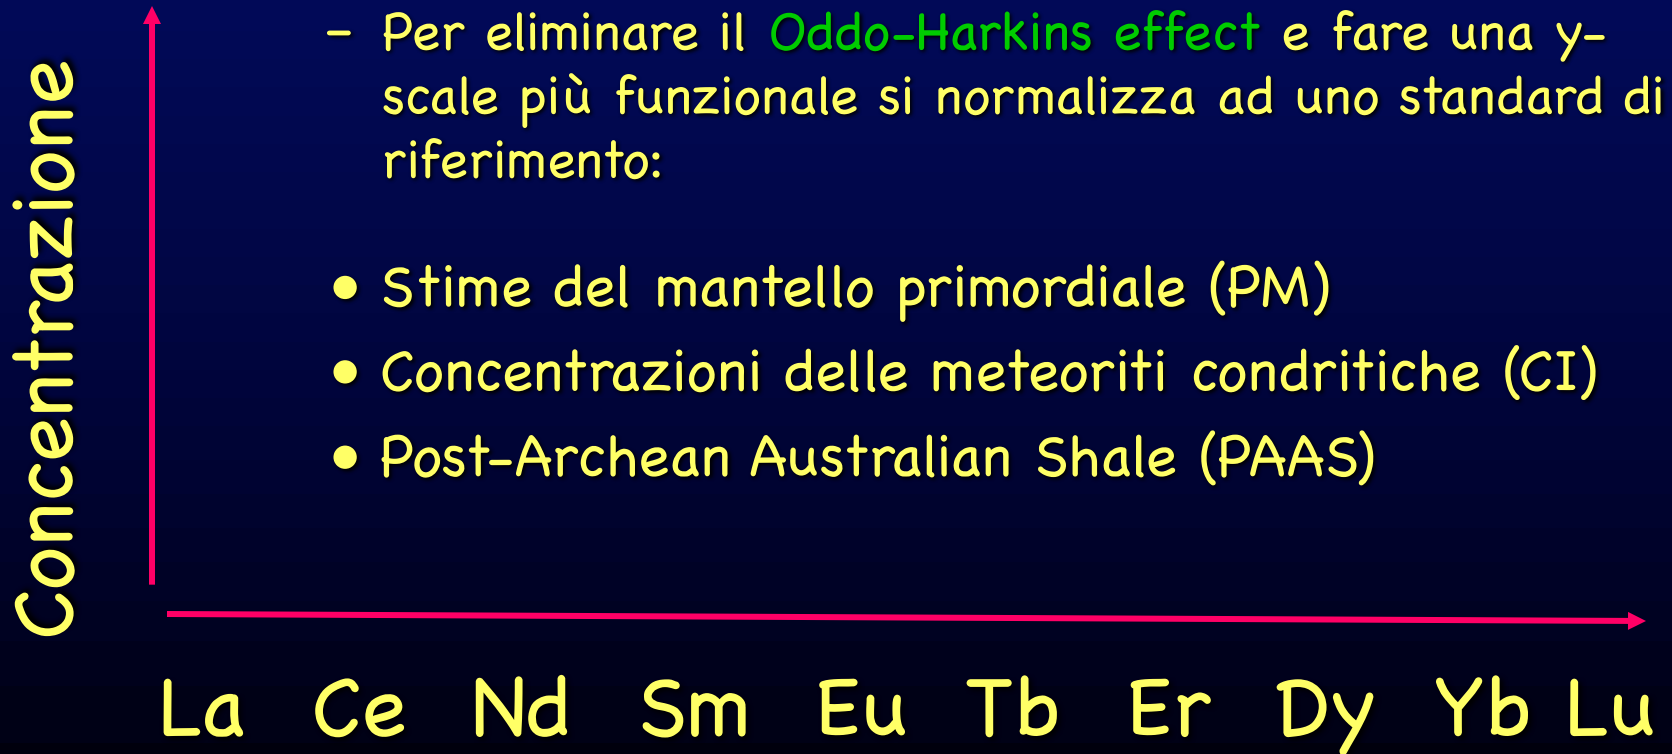 – Per eliminare il Oddo-Harkins effect e fare una y-
scale più funzionale si normalizza ad uno standard di
riferimento:
• Stime del mantello primordiale (PM)
• Concentrazioni delle meteoriti condritiche (CI)
• Post-Archean Australian Shale (PAAS)
Concentrazione
La Ce Nd Sm Eu Tb Er Dy Yb Lu